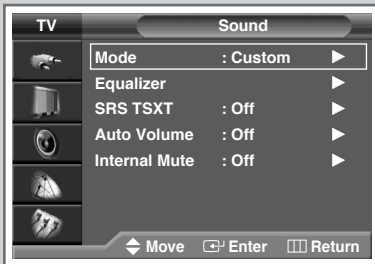 TV Sound
Mode : Custom
Equalizer
SRS TSXT : Off
Auto Volume : Off
Internal Mute : Off
Move Enter Return